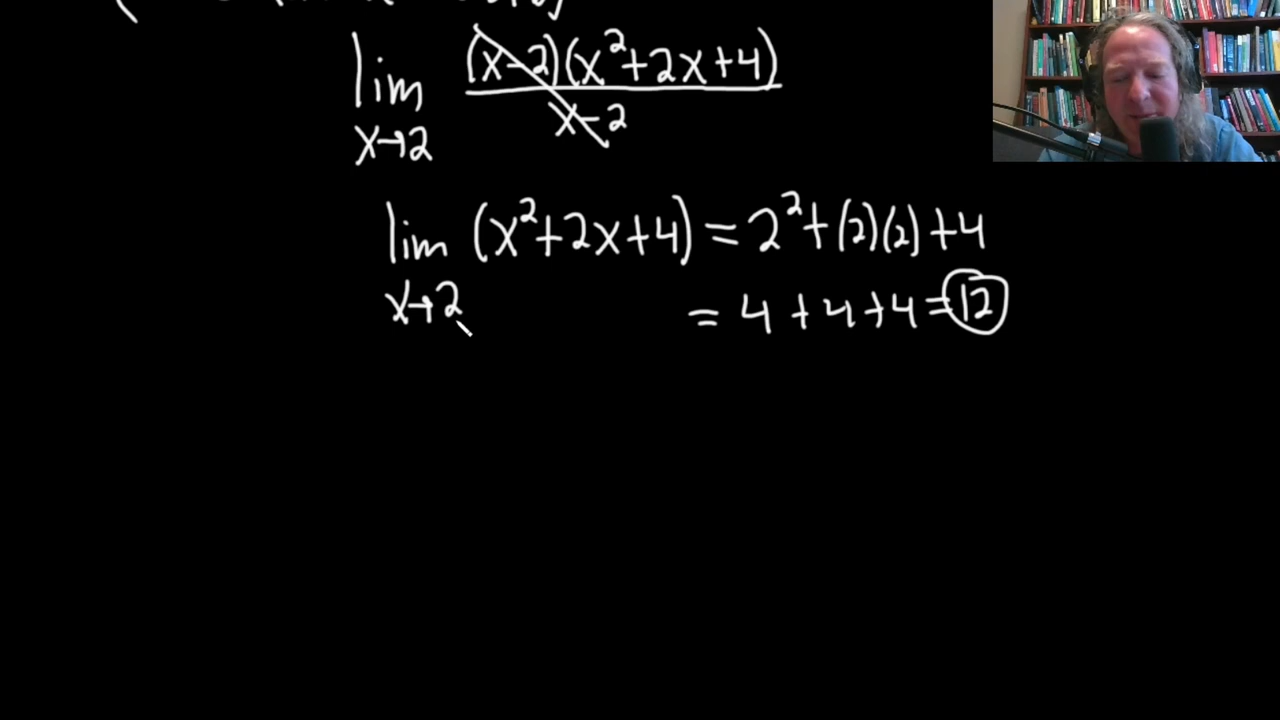 lim (x-2)(x²+2x+4)
x→2 x-2
lim (x²+2x+4) = 2²+(2)(2)+4
x→2 = 4+4+4=12